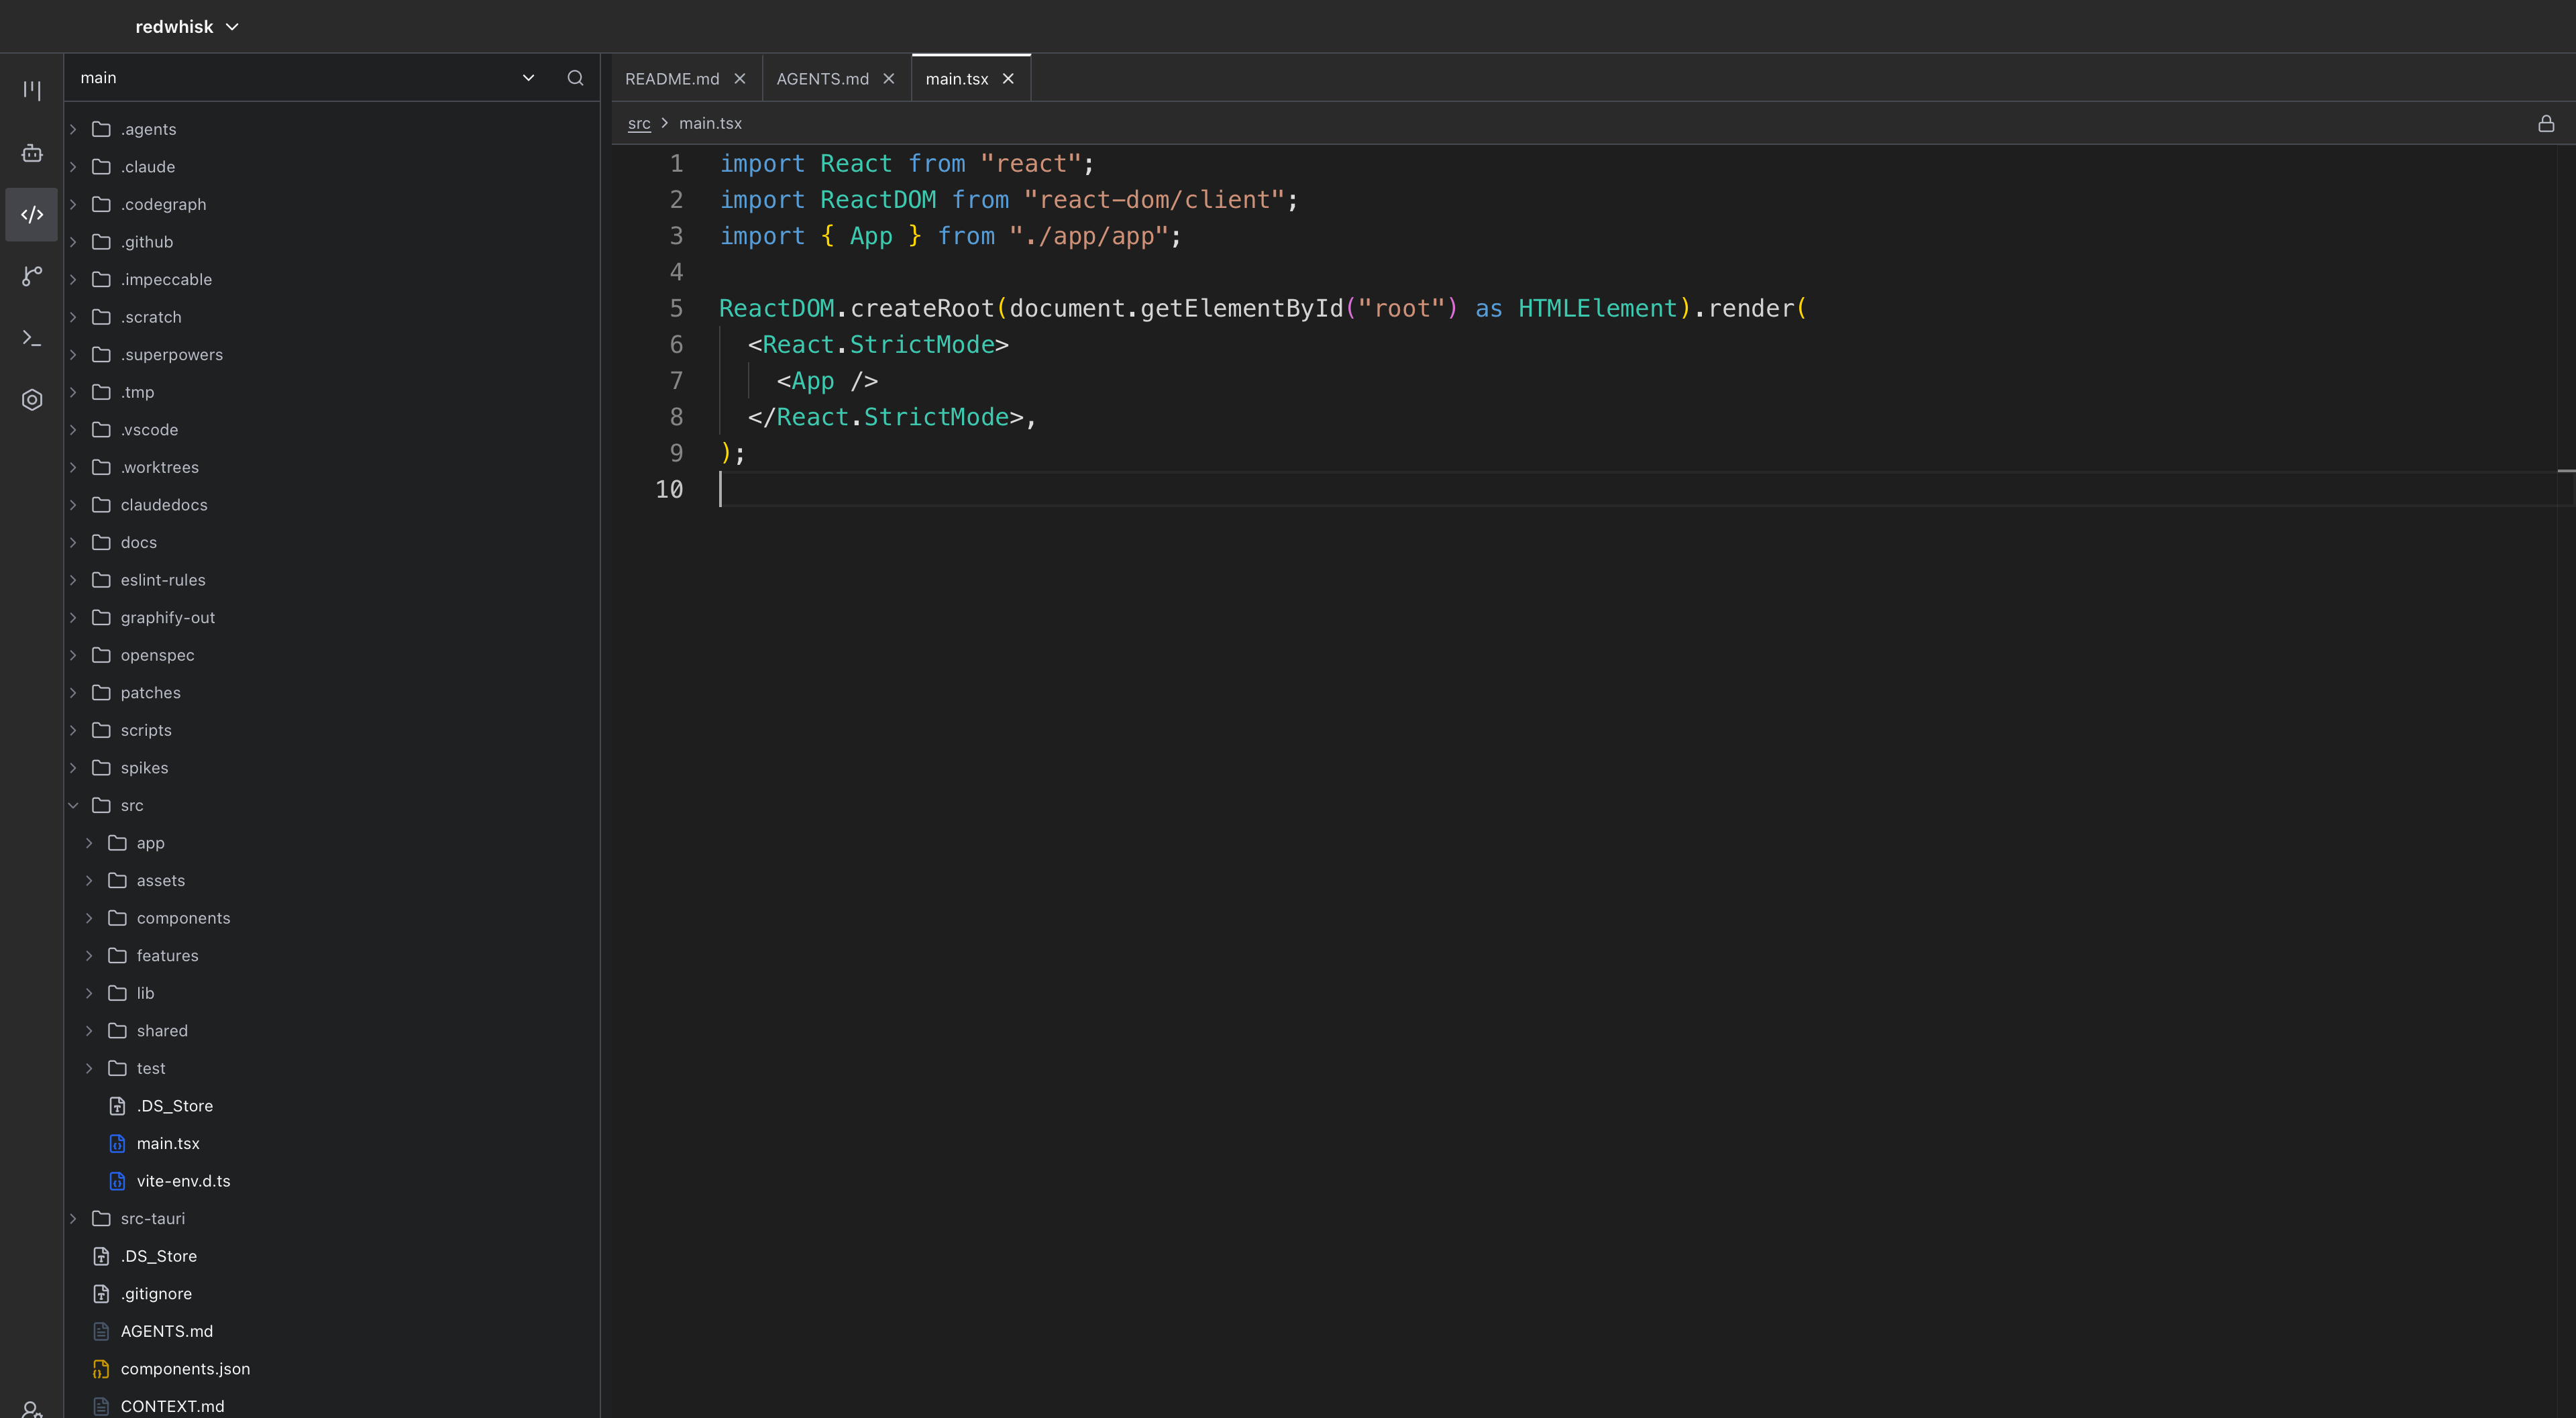 redwhisk
main
.agents
.claude
.codegraph
.github
.impeccable
.scratch
.superpowers
.tmp
.vscode
.worktrees
claudedocs
docs
eslint-rules
graphify-out
openspec
patches
scripts
spikes
src
app
assets
components
features
lib
shared
test
.DS_Store
main.tsx
vite-env.d.ts
src-tauri
.DS_Store
.gitignore
AGENTS.md
components.json
CONTEXT.md
README.md AGENTS.md main.tsx
src > main.tsx
1 import React from "react";
2 import ReactDOM from "react-dom/client";
3 import { App } from "./app/app";
4
5 ReactDOM.createRoot(document.getElementById("root") as HTMLElement).render(
6   <React.StrictMode>
7     <App />
8   </React.StrictMode>,
9 );
10